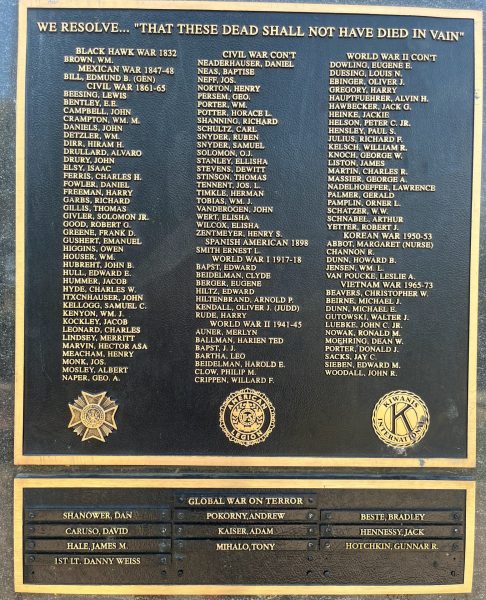 WE RESOLVE... "THAT THESE DEAD SHALL NOT HAVE DIED IN VAIN"
BLACK HAWK WAR 1832
BROWN, WM.
MEXICAN WAR 1847-48
BILL, EDMUND B. (GEN)
CIVIL WAR 1861-65
BEESING, LEWIS
BENTLEY, E.E.
CAMPBELL, JOHN
CRAMPTON, WM. M.
DANIELS, JOHN
DETZLER, WM.
DIRR, HIRAM H.
DRULLARD, ALVARO
DRURY, JOHN
ELSY, ISAAC
FERRIS, CHARLES H.
FOWLER, DANIEL
FREEMAN, HARRY
GARBS, RICHARD
GILLIS, THOMAS
GIVLER, SOLOMON JR.
GOOD, ROBERT G.
GREENE, FRANK D.
GUSHERT, EMANUEL
HIGGINS, OWEN
HOUSER, WM.
HUBREHT, JOHN B.
HULL, EDWARD E.
HUMMER, JACOB
HYDE, CHARLES W.
ITXCNHAUSER, JOHN
KELLOGG, SAMUEL C.
KENYON, WM. J.
KOCKLEY, JACOB
LEONARD, CHARLES
LINDSEY, MERRITT
MARVIN, HECTOR ASA
MEACHAM, HENRY
MONK, JOS.
MOSLEY, ALBERT
NAPER, GEO. A.
CIVIL WAR CON'T
NEADERHAUSER, DANIEL
NEAS, BAPTISE
NEFF, JOS.
NORTON, HENRY
PERSEM, GEO.
PORTER, WM.
POTTER, HORACE L.
SHANNING, RICHARD
SCHULTZ, CARL
SNYDER, RUBEN
SNYDER, SAMUEL
SOLOMON, O.J.
STANLEY, ELLISHA
STEVENS, DEWITT
STINSON, THOMAS
TENNENT, JOS. L.
TIMKLE, HERMAN
TOBIAS, WM. J.
VANDEROGEN, JOHN
WERT, ELISHA
WILCOX, ELISHA
ZENTMEYER, HENRY S.
SPANISH AMERICAN 1898
SMITH ERNEST L.
WORLD WAR I 1917-18
BAPST, EDWARD
BEIDELMAN, CLYDE
BERGER, EUGENE
HILTZ, EDWARD
HILTENBRAND, ARNOLD P.
KENDALL, OLIVER J. (JUDD)
RUDE, HARRY
WORLD WAR II 1941-45
AUNER, MERLYN
BALLMAN, HARIEN TED
BAPST, J. J.
BARTHA, LEO
BEIDELMAN, HAROLD E.
CLOW, PHILIP M.
CRIPPEN, WILLARD F.
WORLD WAR II CON'T
DOWLING, EUGENE E.
DUESING, LOUIS N.
EBINGER, OLIVER J.
GREGORY, HARRY
HAUPTFUEHRER, ALVIN H.
HAWBECKER, JACK G.
HEINKE, JACKIE
HELSON, PETER C. JR.
HENSLEY, PAUL S.
JULIUS, RICHARD F.
KELSCH, WILLIAM R.
KNOCH, GEORGE W.
LISTON, JAMES
MARTIN, CHARLES R.
MASSIER, GEORGE A.
NADELHOEFFER, LAWRENCE
PALMER, GERALD
PAMPLIN, ORNER L.
SCHATZER, W.W.
SCHNABEL, ARTHUR
YETTER, ROBERT J.
KOREAN WAR 1950-53
ABBOT, MARGARET (NURSE)
CHANNON R.
DUNN, HOWARD B.
JENSEN, WM. L.
VAN POUCKE, LESLIE A.
VIETNAM WAR 1965-73
BEAVERS, CHRISTOPHER W.
BEIRNE, MICHAEL J.
DUNN, MICHAEL E.
GUTOWSKI, WALTER J.
LUEBKE, JOHN C. JR.
NOWAK, RONALD M.
MOEHRING, DEAN W.
PORTER, DONALD J.
SACKS, JAY C.
SIEBEN, EDWARD M.
WOODALL, JOHN R.
AMERICAN
LEGION
KIWANIS
K
INTERNATIONAL
GLOBAL WAR ON TERROR
SHANOWER, DAN
CARUSO, DAVID
HALE, JAMES M.
1ST LT. DANNY WEISS
POKORNY, ANDREW
KAISER, ADAM
MIHALO, TONY
BESTE, BRADLEY
HENNESSY, JACK
HOTCHKIN, GUNNAR R.